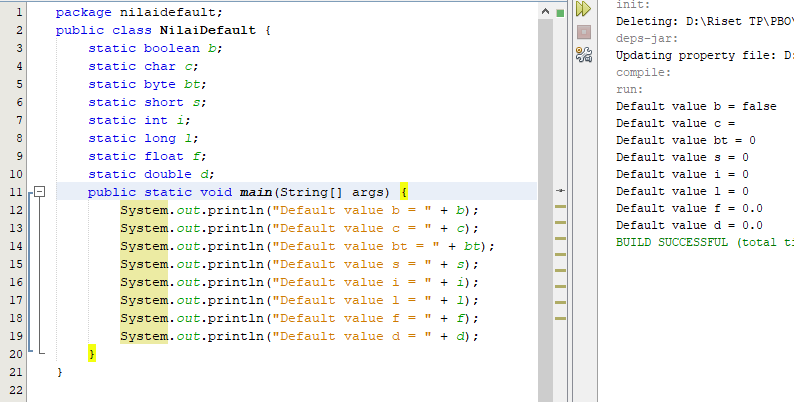 1 package nilaidefault;
2 public class NilaiDefault {
3 static boolean b;
4 static char c;
5 static byte bt;
6 static short s;
7 static int i;
8 static long l;
9 static float f;
10 static double d;
11 public static void main(String[] args) {
12 System.out.println("Default value b = " + b);
13 System.out.println("Default value c = " + c);
14 System.out.println("Default value bt = " + bt);
15 System.out.println("Default value s = " + s);
16 System.out.println("Default value i = " + i);
17 System.out.println("Default value l = " + l);
18 System.out.println("Default value f = " + f);
19 System.out.println("Default value d = " + d);
20 }
21 }
22
init:
Deleting: D:\Riset TP\PBO\
deps-jar:
Updating property file: D:
compile:
run:
Default value b = false
Default value c =
Default value bt = 0
Default value s = 0
Default value i = 0
Default value l = 0
Default value f = 0.0
Default value d = 0.0
BUILD SUCCESSFUL (total